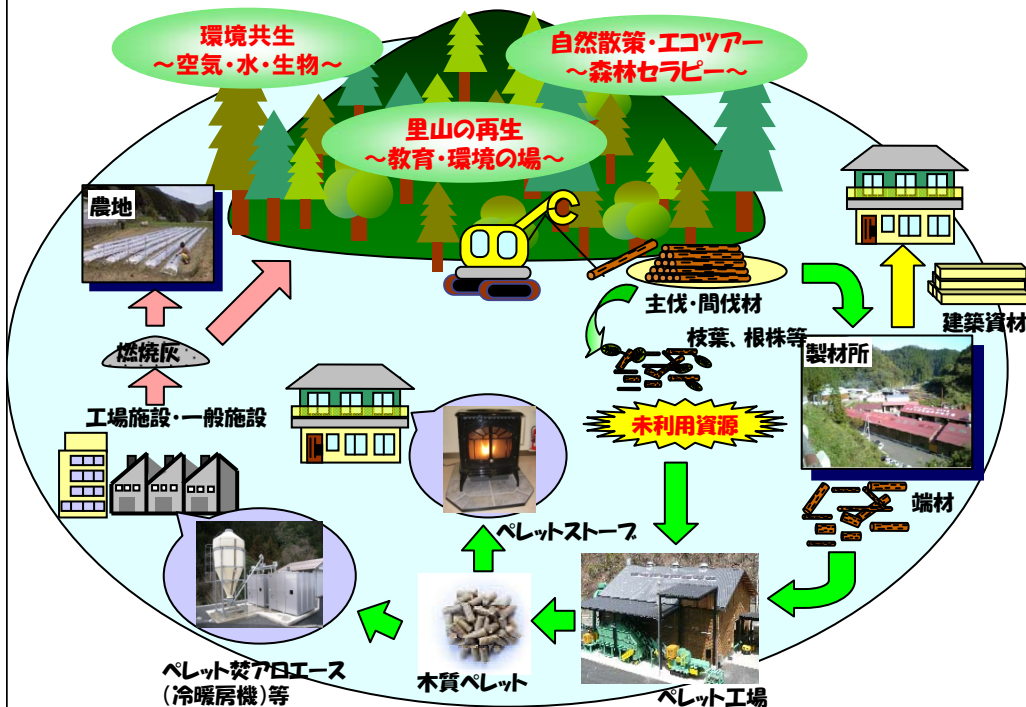 環境共生
～空気・水・生物～
自然散策・エコツアー
～森林セラピー～
里山の再生
～教育・環境の場～
農地
主伐・間伐材
枝葉、根株等
建築資材
製材所
燃焼灰
工場施設・一般施設
未利用資源
端材
ペレットストーブ
ペレット焚アロエース
（冷暖房機）等
木質ペレット
ペレット工場